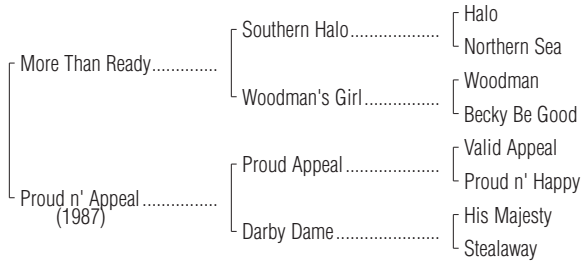 Halo
Southern Halo....................
Northern Sea
More Than Ready..............
Woodman
Woodman's Girl.................
Becky Be Good
Valid Appeal
Proud Appeal.....................
Proud n' Happy
Proud n' Appeal................
(1987)
His Majesty
Darby Dame.......................
Stealaway